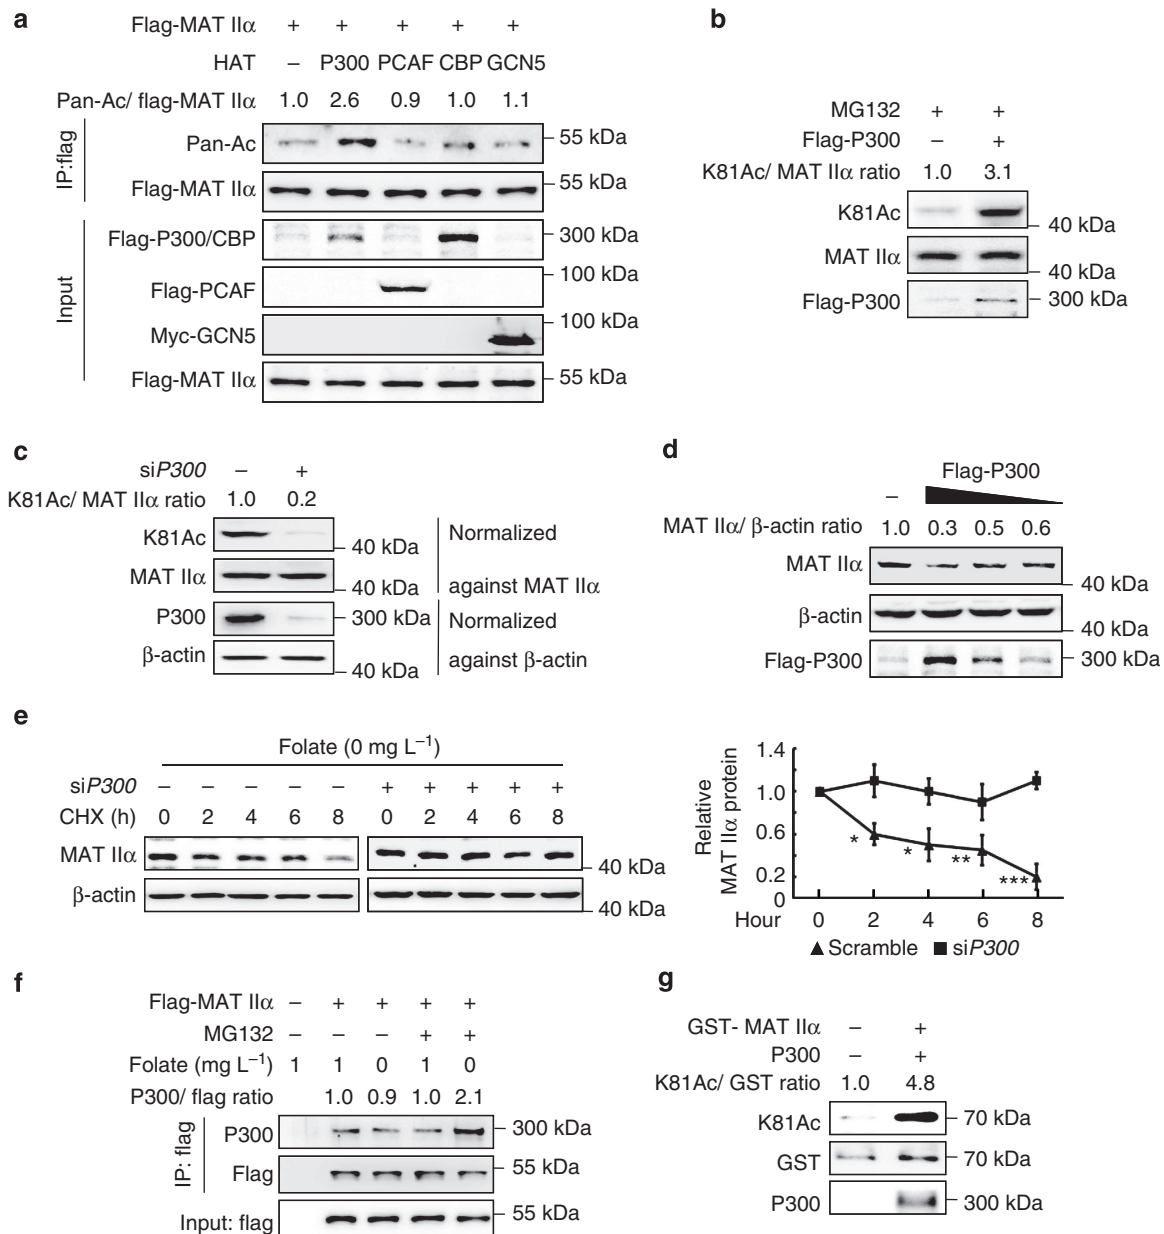 a
Flag-MAT IIα + + + + +
HAT – P300 PCAF CBP GCN5
Pan-Ac/ flag-MAT IIα 1.0 2.6 0.9 1.0 1.1
IP:flag
Pan-Ac 55 kDa
Flag-MAT IIα 55 kDa
Input
Flag-P300/CBP 300 kDa
Flag-PCAF 100 kDa
Myc-GCN5 100 kDa
Flag-MAT IIα 55 kDa
b
MG132 + +
Flag-P300 – +
K81Ac/ MAT IIα ratio 1.0 3.1
K81Ac 40 kDa
MAT IIα 40 kDa
Flag-P300 300 kDa
c
siP300 – +
K81Ac/ MAT IIα ratio 1.0 0.2
K81Ac 40 kDa Normalized
MAT IIα 40 kDa against MAT IIα
P300 300 kDa Normalized
β-actin 40 kDa against β-actin
d
Flag-P300
–
MAT IIα/ β-actin ratio 1.0 0.3 0.5 0.6
MAT IIα 40 kDa
β-actin 40 kDa
Flag-P300 300 kDa
e
Folate (0 mg L–1)
siP300 – – – – – + + + + +
CHX (h) 0 2 4 6 8 0 2 4 6 8
MAT IIα 40 kDa
β-actin 40 kDa
Relative
MAT IIα protein
1.4
1.0
0.6
0.2
0
* * ** ***
Hour 0 2 4 6 8
▲ Scramble ■ siP300
f
Flag-MAT IIα – + + + +
MG132 – – – + +
Folate (mg L–1) 1 1 0 1 0
P300/ flag ratio 1.0 0.9 1.0 2.1
IP: flag
P300 300 kDa
Flag 55 kDa
Input: flag 55 kDa
g
GST- MAT IIα – +
P300 – +
K81Ac/ GST ratio 1.0 4.8
K81Ac 70 kDa
GST 70 kDa
P300 300 kDa